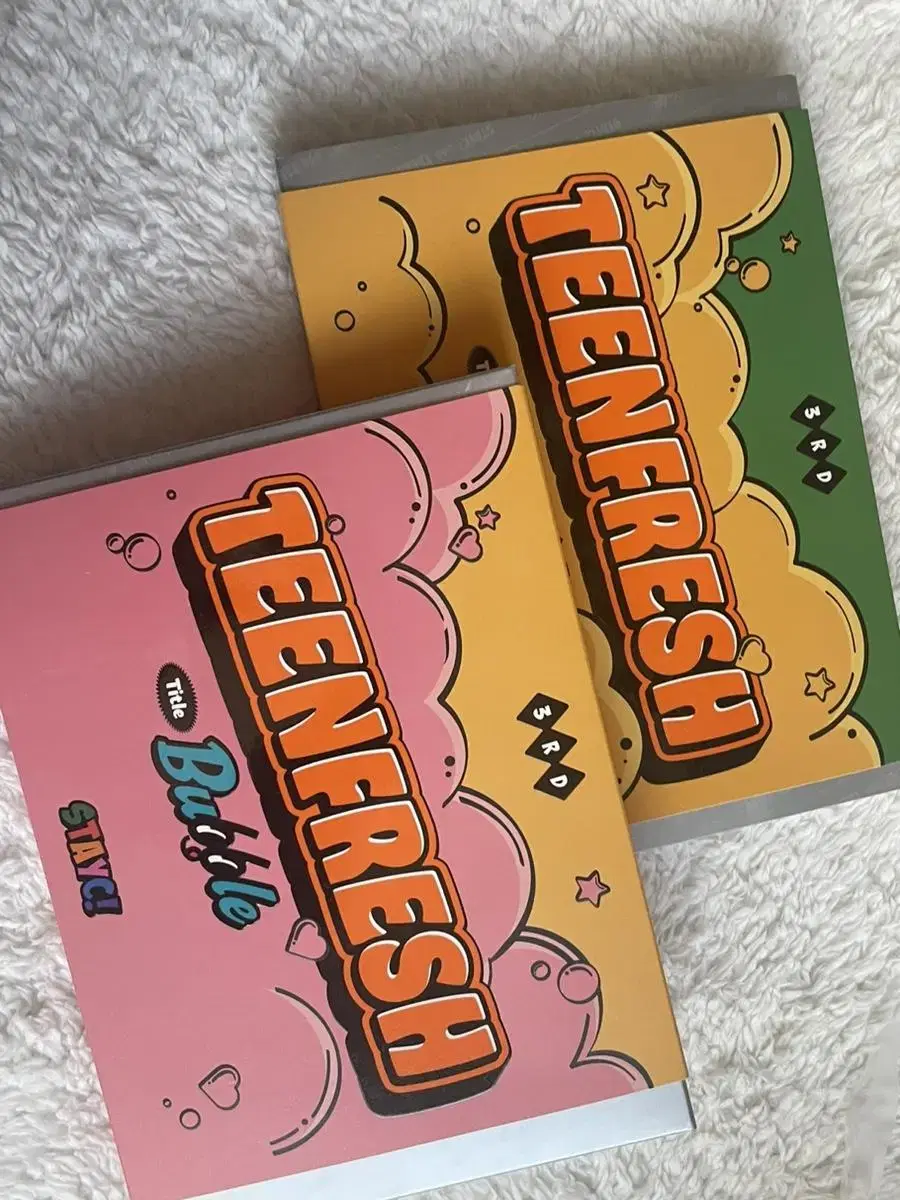 3RD
TEENFRESH
3RD
TEENFRESH
Title
Bubble
STAYC!